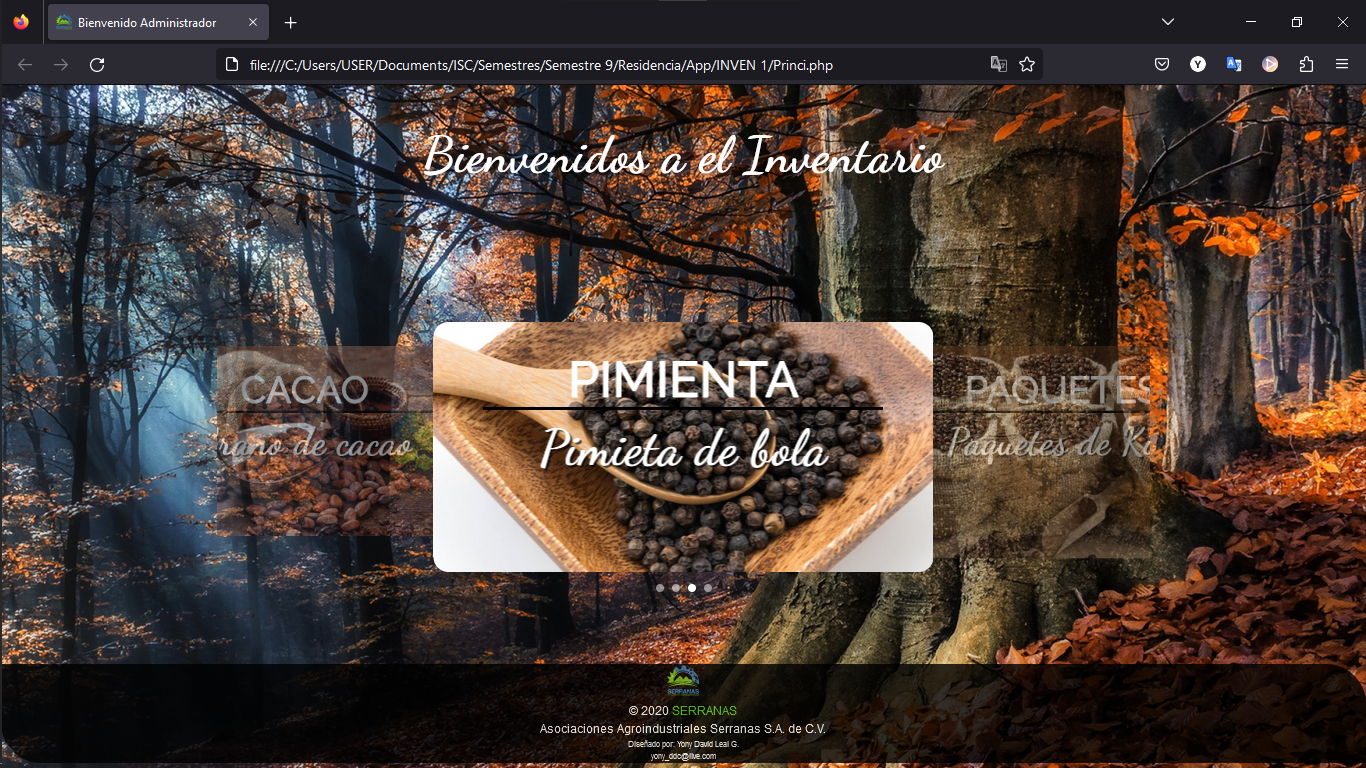 Bienvenido Administrador
file:///C:/Users/USER/Documents/ISC/Semestres/Semestre 9/Residencia/App/INVEN 1/Princi.php
Y
Bienvenidos a el Inventario
CACAO
rano de cacao
PIMIENTA
Pimieta de bola
PAQUETES
Paquetes de Ka
SERRANAS
© 2020 SERRANAS
Asociaciones Agroindustriales Serranas S.A. de C.V.
Diseñado por: Yony David Leal G.
yony_ddc@live.com